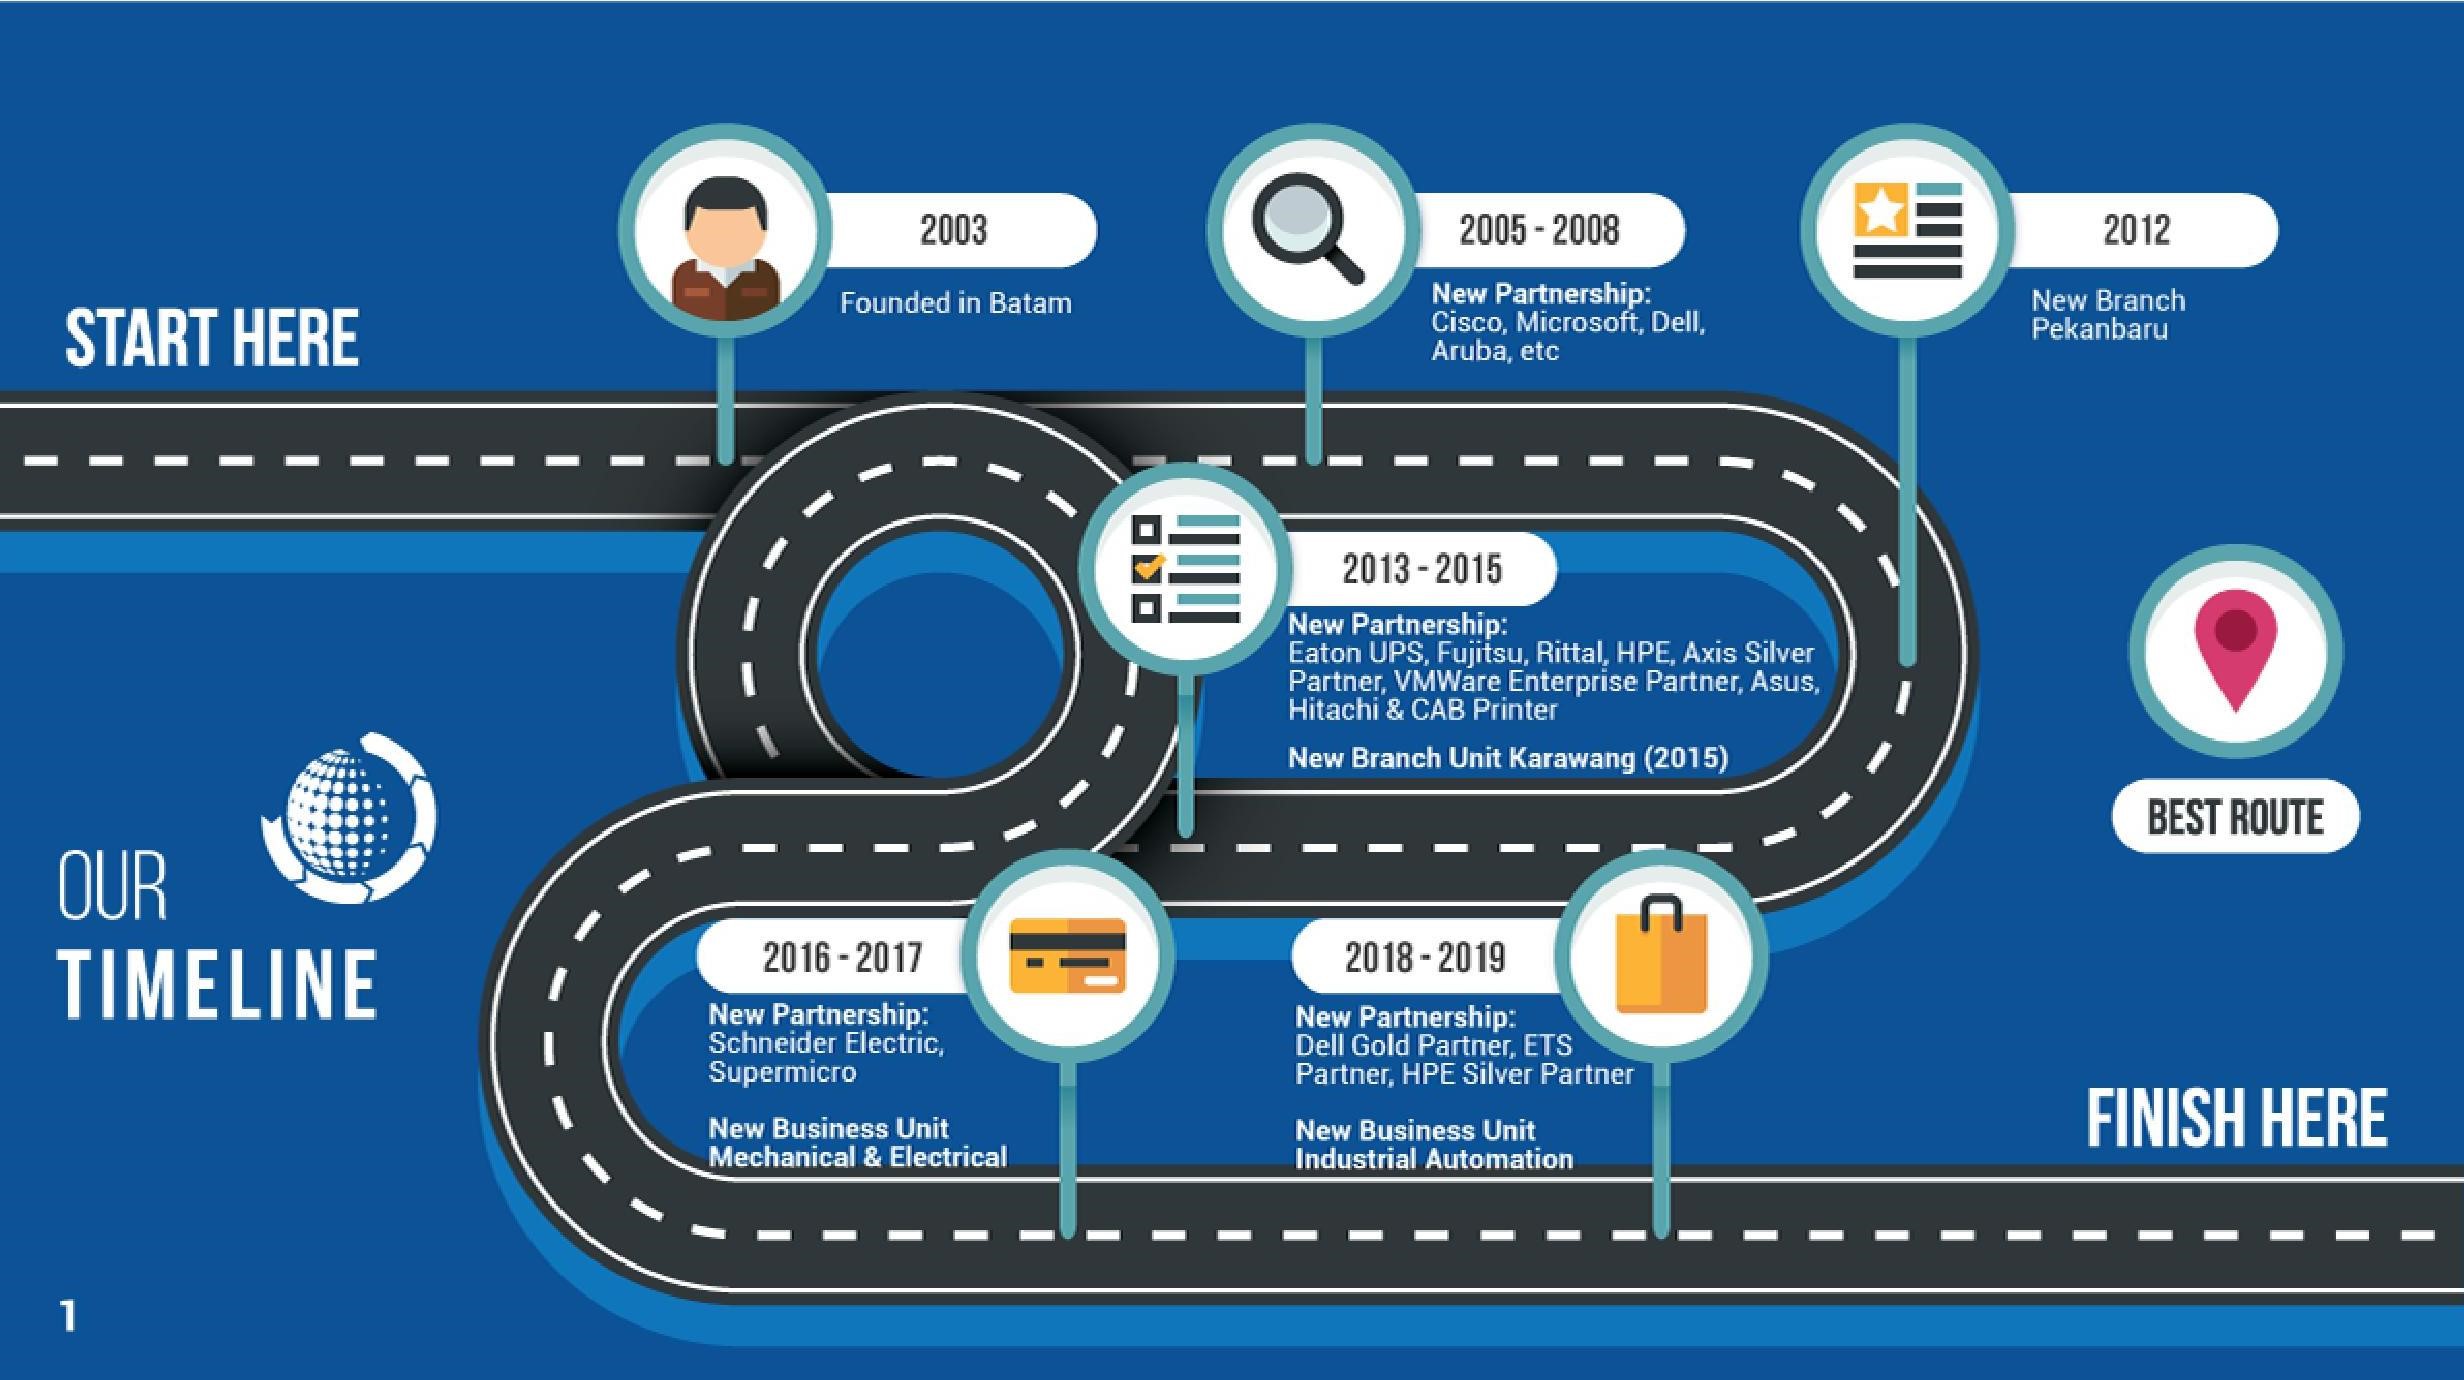 START HERE
2003
Founded in Batam
2005 - 2008
New Partnership:
Cisco, Microsoft, Dell,
Aruba, etc
2012
New Branch
Pekanbaru
2013 - 2015
New Partnership:
Eaton UPS, Fujitsu, Rittal, HPE, Axis Silver
Partner, VMWare Enterprise Partner, Asus,
Hitachi & CAB Printer
New Branch Unit Karawang (2015)
BEST ROUTE
OUR
TIMELINE
2016 - 2017
New Partnership:
Schneider Electric,
Supermicro
New Business Unit
Mechanical & Electrical
2018 - 2019
New Partnership:
Dell Gold Partner, ETS
Partner, HPE Silver Partner
New Business Unit
Industrial Automation
FINISH HERE
1